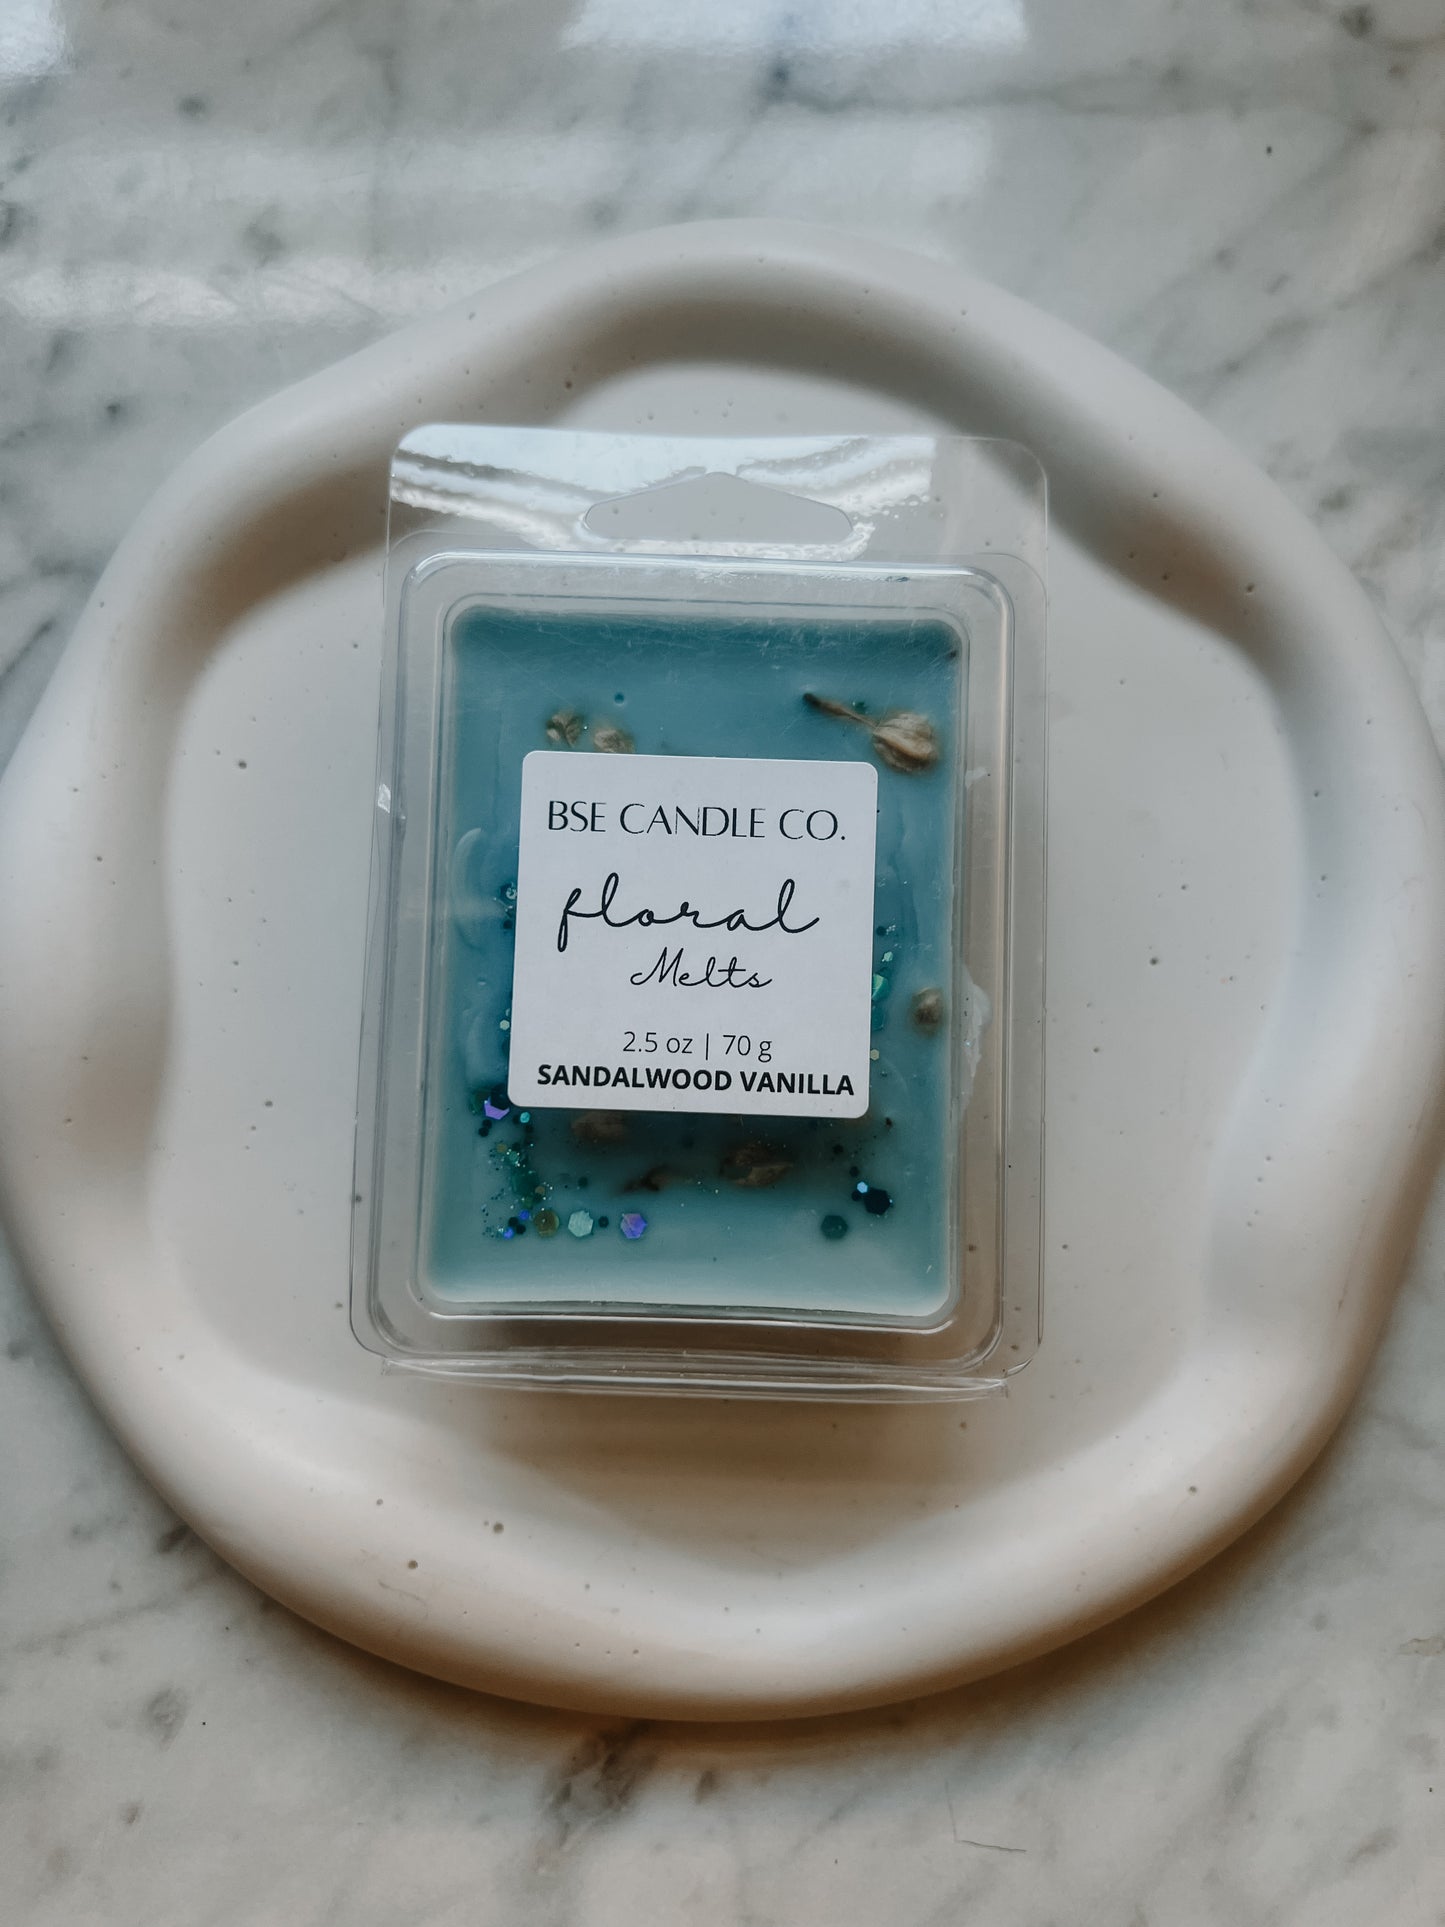 BSE CANDLE CO.
floral
Melts
2.5 oz | 70 g
SANDALWOOD VANILLA